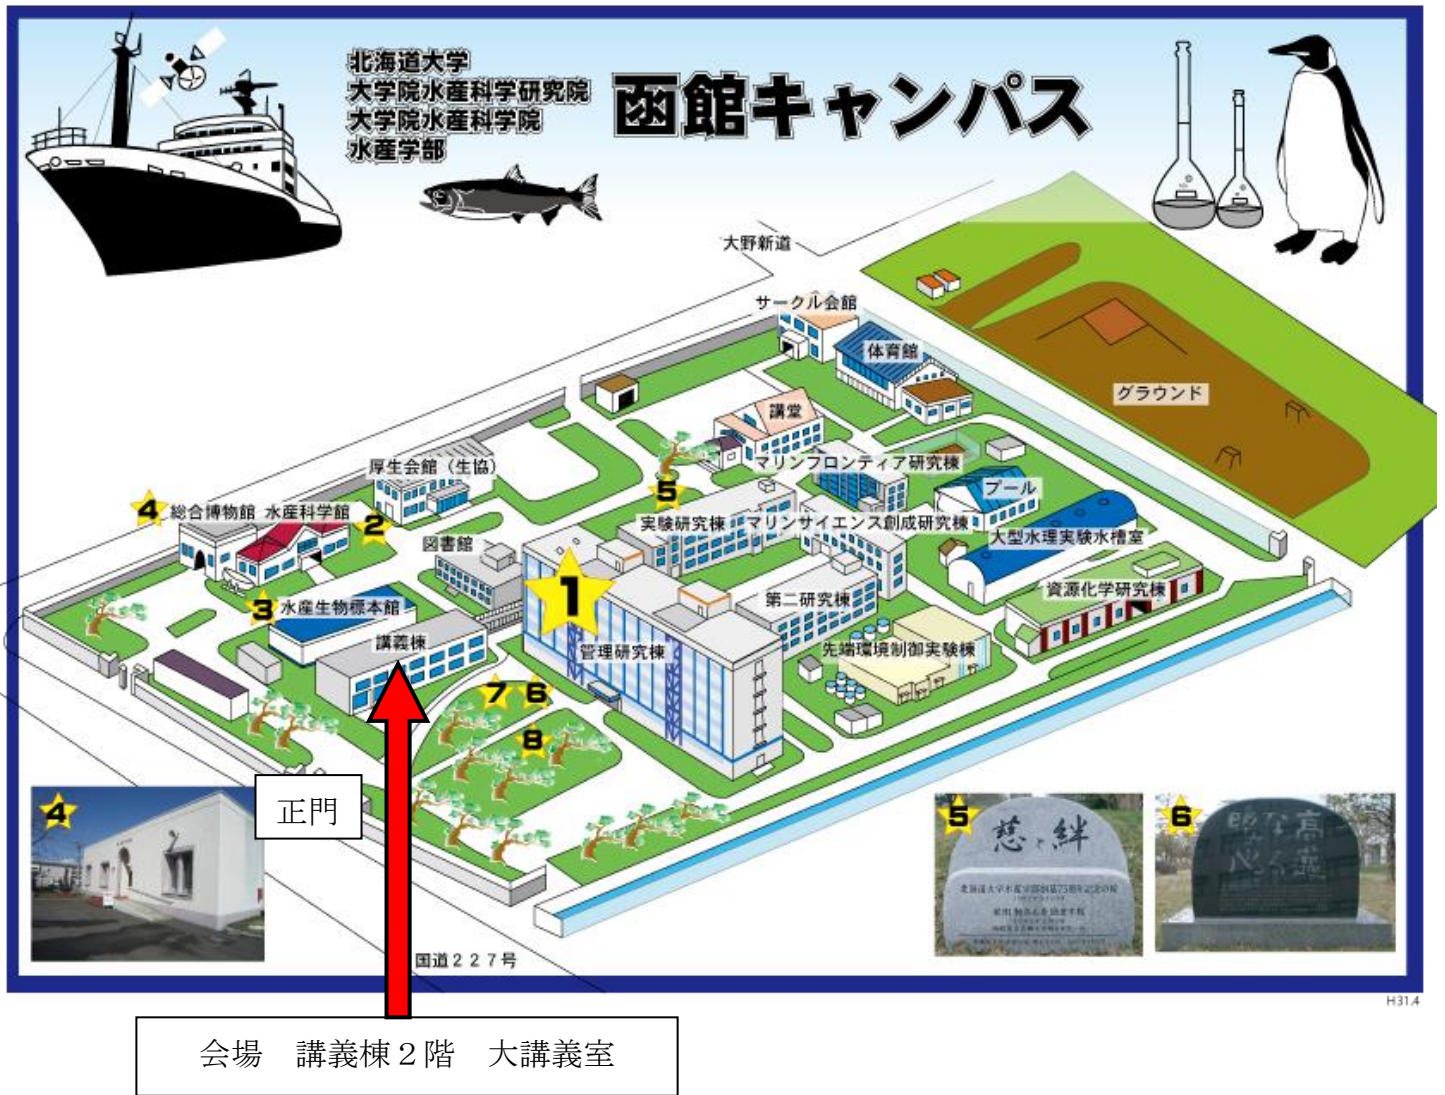 北海道大学
大学院水産科学研究院
大学院水産科学院
水産学部
函館キャンパス
大野新道
サークル会館
体育館
グラウンド
講堂
マリンフロンティア研究棟
厚生会館（生協）
プール
4
総合博物館 水産科学館
2
5
実験研究棟
マリンサイエンス創成研究棟
大型水理実験水槽室
図書館
1
資源化学研究棟
3
水産生物標本館
第二研究棟
講義棟
管理研究棟
先端環境制御実験棟
7
6
8
正門
4
5
慈と絆
6
国道２２７号
H31.4
会場　講義棟２階　大講義室